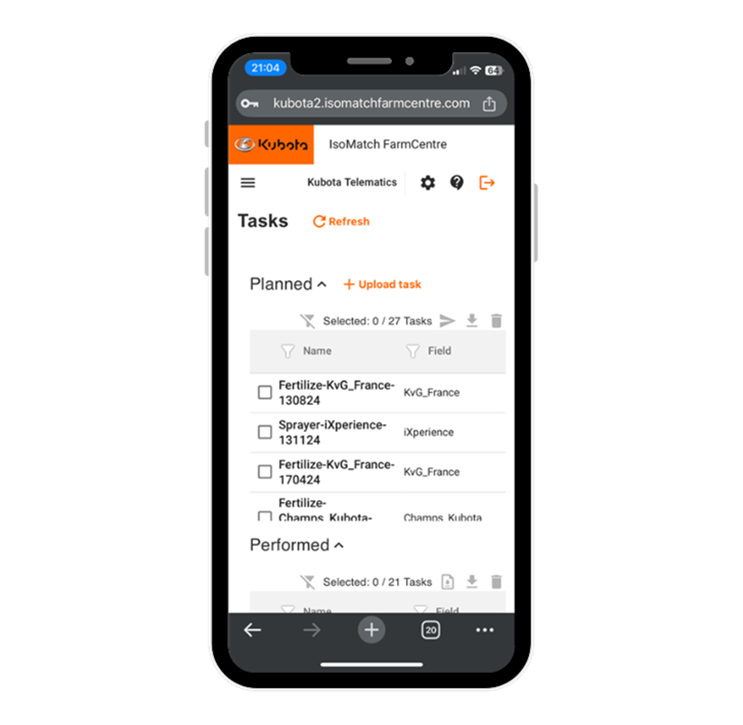 21:04
64
kubota2.isomatchfarmcentre.com
Kubota
IsoMatch FarmCentre
Kubota Telematics
Tasks
Refresh
Planned
+ Upload task
Selected: 0 / 27 Tasks
Name Field
Fertilize-KvG_France-
130824
KvG_France
Sprayer-iXperience-
131124
iXperience
Fertilize-KvG_France-
170424
KvG_France
Fertilize-
Champs_Kubota-
Champs_Kubota
Performed
Selected: 0 / 21 Tasks
Name Field
20